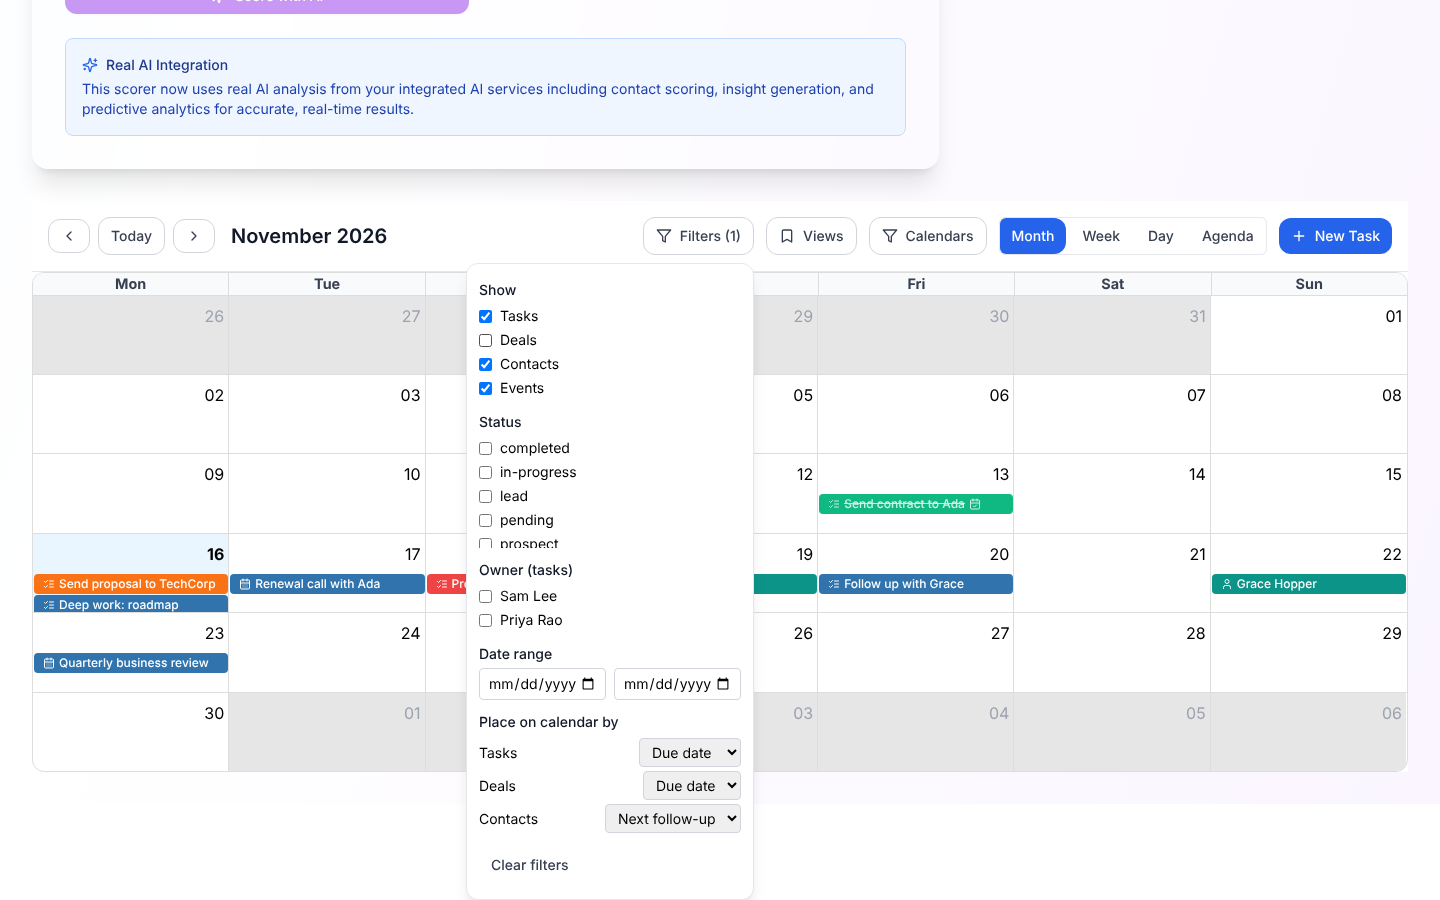 Real AI Integration
This scorer now uses real AI analysis from your integrated AI services including contact scoring, insight generation, and
predictive analytics for accurate, real-time results.
Today
November 2026
Filters (1)
Views
Calendars
Month
Week
Day
Agenda
New Task
Mon
Tue
Fri
Sat
Sun
26
27
29
30
31
01
02
03
05
06
07
08
09
10
12
13
14
15
Send contract to Ada
16
17
19
20
21
22
Send proposal to TechCorp
Renewal call with Ada
Follow up with Grace
Grace Hopper
Deep work: roadmap
23
24
26
27
28
29
Quarterly business review
30
01
03
04
05
06
Show
Tasks
Deals
Contacts
Events
Status
completed
in-progress
lead
pending
prospect
Owner (tasks)
Sam Lee
Priya Rao
Date range
mm/dd/yyyy
mm/dd/yyyy
Place on calendar by
Tasks
Due date
Deals
Due date
Contacts
Next follow-up
Clear filters